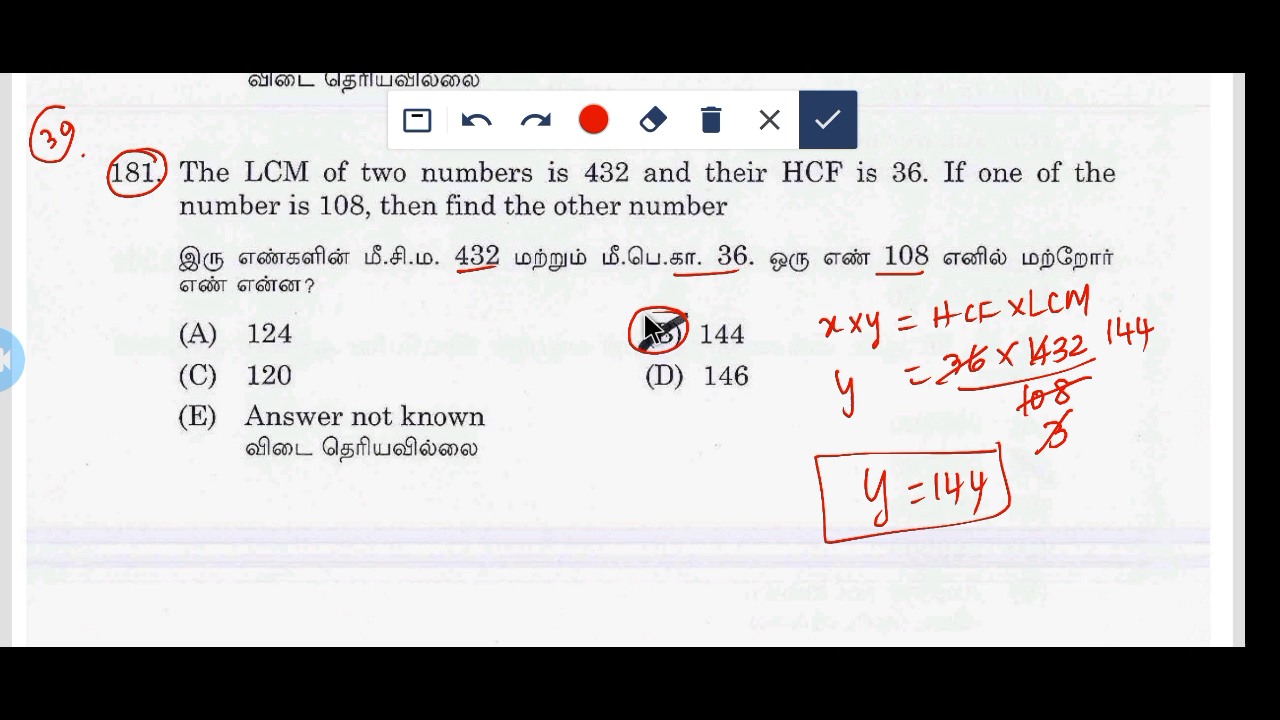 விடை தெரியவில்லை
39.
181. The LCM of two numbers is 432 and their HCF is 36. If one of the
number is 108, then find the other number
இரு எண்களின் மீ.சி.ம. 432 மற்றும் மீ.பெ.கா. 36. ஒரு எண் 108 எனில் மற்றோர்
எண் என்ன?
(A) 124
(B) 144
(C) 120
(D) 146
(E) Answer not known
விடை தெரியவில்லை
x x y = HCF x LCM
y = 36 x 432 144
108
3
y = 144